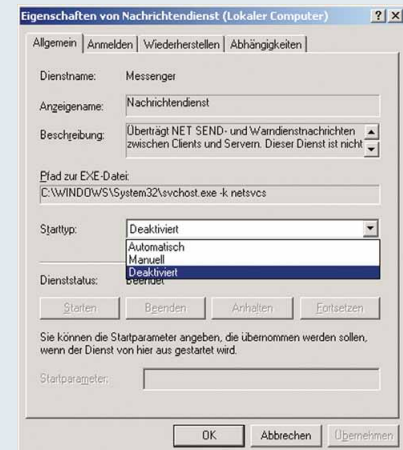 Eigenschaften von Nachrichtendienst (Lokaler Computer)
Allgemein Anmelden Wiederherstellen Abhängigkeiten
Dienstname: Messenger
Anzeigename: Nachrichtendienst
Beschreibung: Überträgt NET SEND- und Warndienstnachrichten
zwischen Clients und Servern. Dieser Dienst ist nicht
Pfad zur EXE-Datei:
C:\WINDOWS\System32\svchost.exe -k netsvcs
Starttyp: Deaktiviert
Automatisch
Manuell
Deaktiviert
Dienststatus: Beendet
Starten Beenden Anhalten Fortsetzen
Sie können die Startparameter angeben, die übernommen werden sollen,
wenn der Dienst von hier aus gestartet wird.
Startparameter:
OK Abbrechen Übernehmen